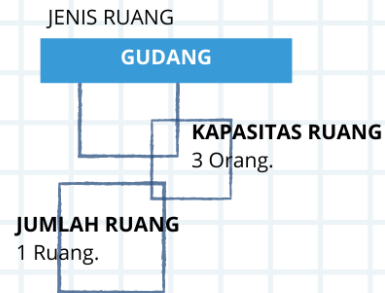 JENIS RUANG
GUDANG
KAPASITAS RUANG
3 Orang.
JUMLAH RUANG
1 Ruang.